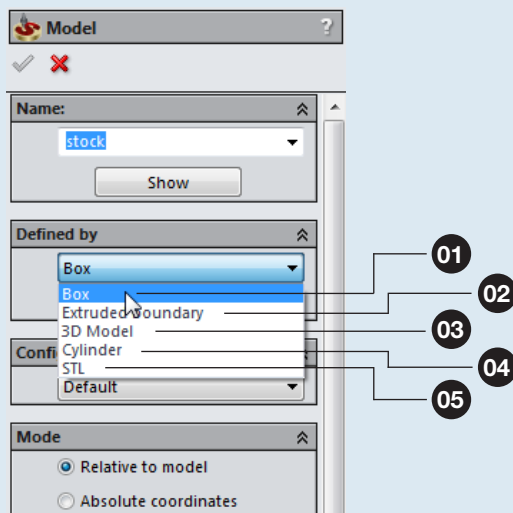 Model ?
Name:
stock
Show
Defined by
Box
Box
Extruded Boundary
3D Model
Cylinder
STL
Default
Mode
Relative to model
Absolute coordinates
01
02
03
04
05